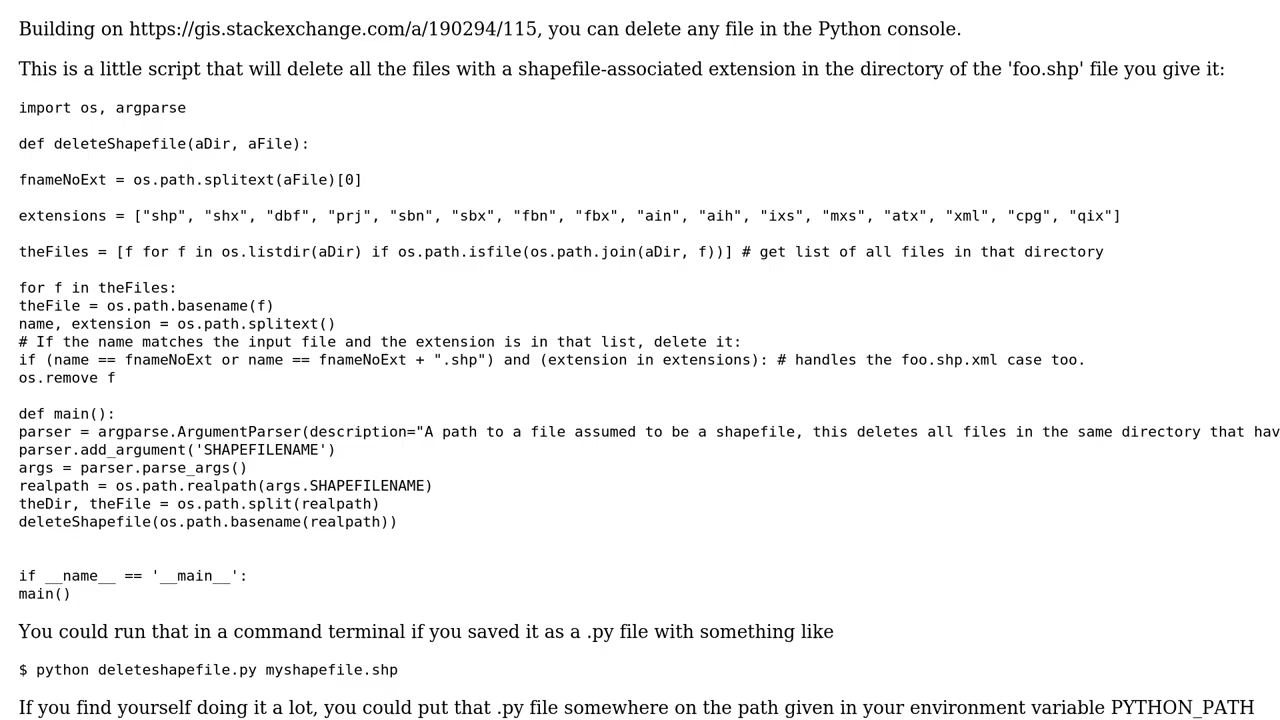 Building on https://gis.stackexchange.com/a/190294/115, you can delete any file in the Python console.
This is a little script that will delete all the files with a shapefile-associated extension in the directory of the 'foo.shp' file you give it:
import os, argparse
def deleteShapefile(aDir, aFile):
fnameNoExt = os.path.splitext(aFile)[0]
extensions = ["shp", "shx", "dbf", "prj", "sbn", "sbx", "fbn", "fbx", "ain", "aih", "ixs", "mxs", "atx", "xml", "cpg", "qix"]
theFiles = [f for f in os.listdir(aDir) if os.path.isfile(os.path.join(aDir, f))] # get list of all files in that directory
for f in theFiles:
theFile = os.path.basename(f)
name, extension = os.path.splitext()
# If the name matches the input file and the extension is in that list, delete it:
if (name == fnameNoExt or name == fnameNoExt + ".shp") and (extension in extensions): # handles the foo.shp.xml case too.
os.remove f
def main():
parser = argparse.ArgumentParser(description="A path to a file assumed to be a shapefile, this deletes all files in the same directory that hav
parser.add_argument('SHAPEFILENAME')
args = parser.parse_args()
realpath = os.path.realpath(args.SHAPEFILENAME)
theDir, theFile = os.path.split(realpath)
deleteShapefile(os.path.basename(realpath))
if __name__ == '__main__':
main()
You could run that in a command terminal if you saved it as a .py file with something like
$ python deleteshapefile.py myshapefile.shp
If you find yourself doing it a lot, you could put that .py file somewhere on the path given in your environment variable PYTHON_PATH